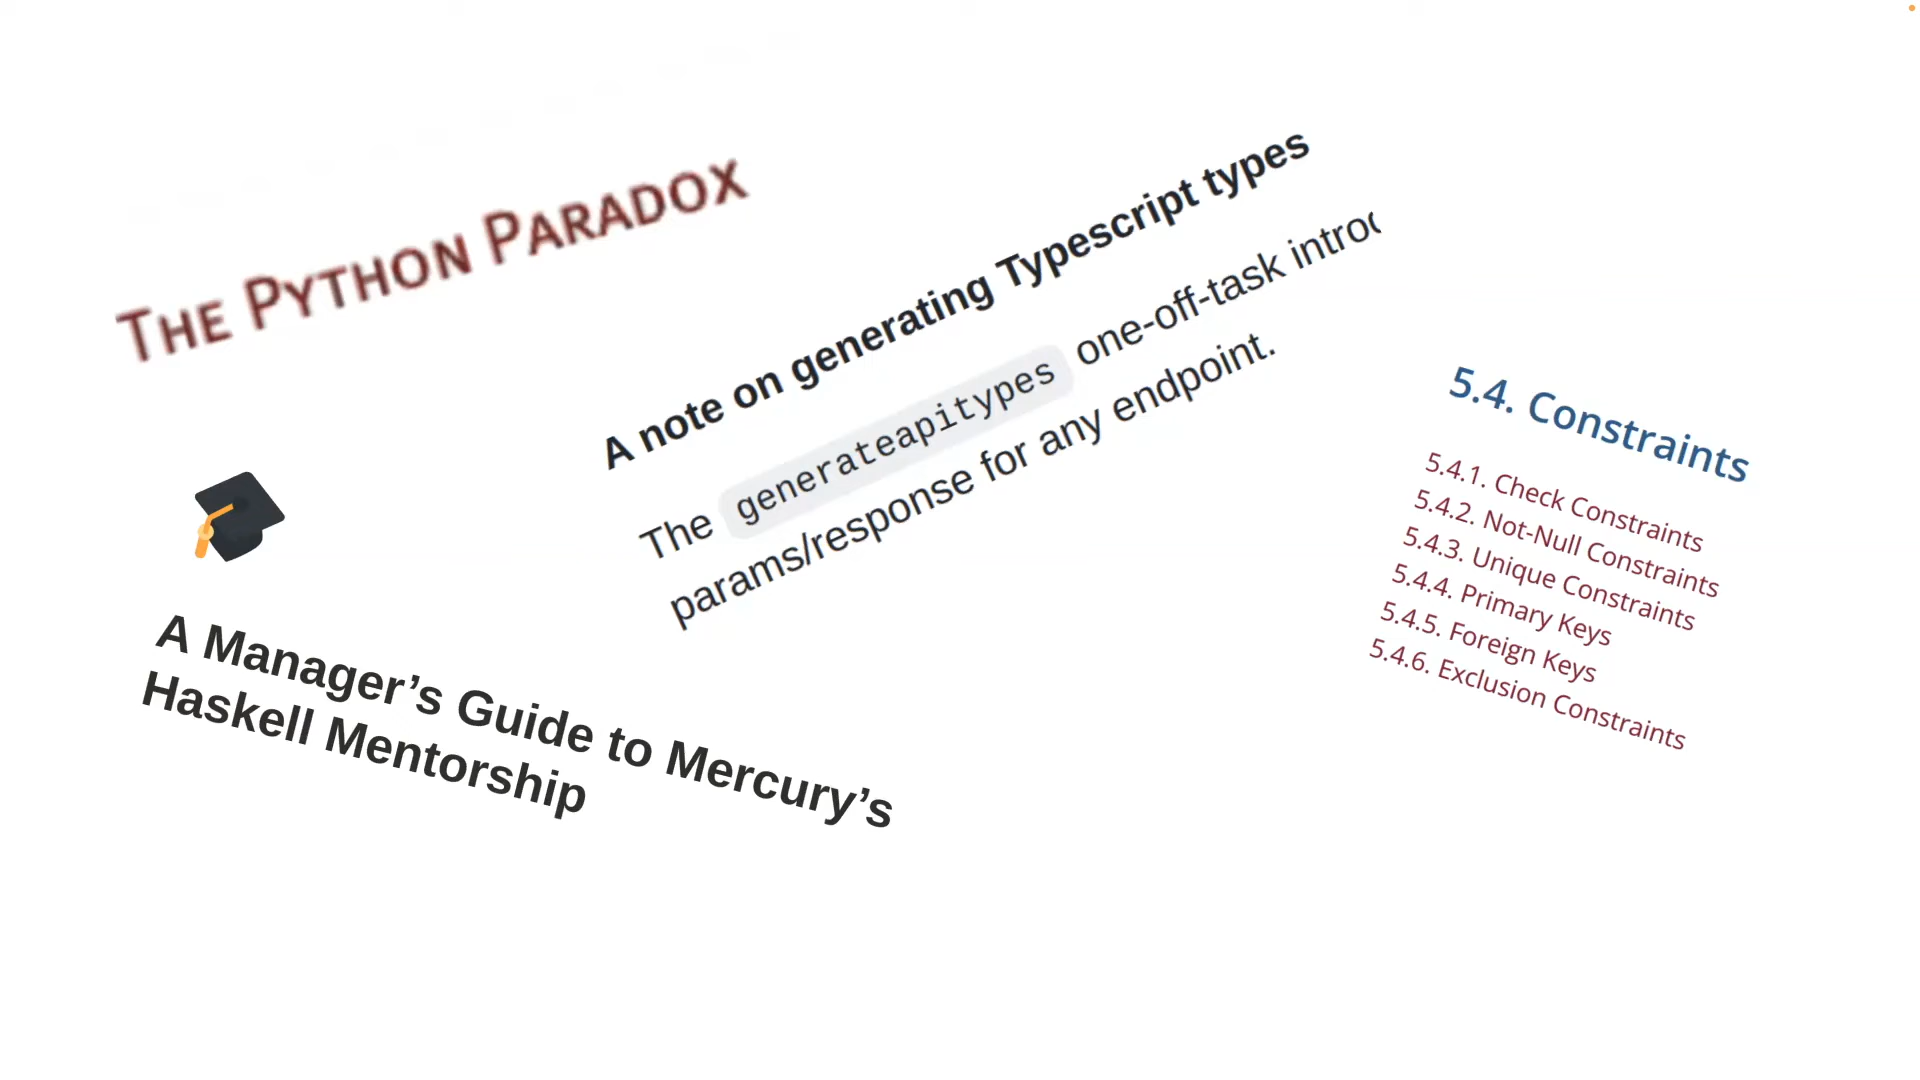 The Python Paradox
A note on generating Typescript types
The generateapitypes one-off-task
params/response for any endpoint.
A Manager’s Guide to Mercury’s
Haskell Mentorship
5.4. Constraints
5.4.1. Check Constraints
5.4.2. Not-Null Constraints
5.4.3. Unique Constraints
5.4.4. Primary Keys
5.4.5. Foreign Keys
5.4.6. Exclusion Constraints